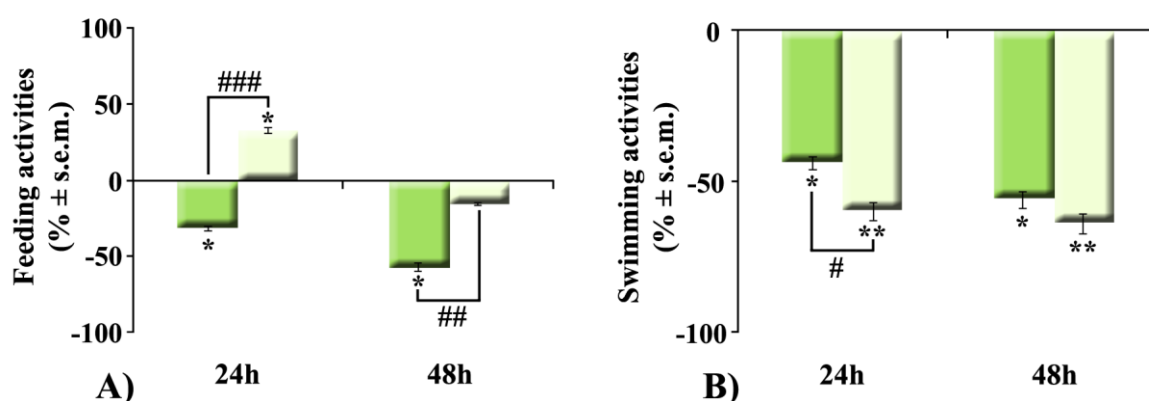 Feeding activities
(% ± s.e.m.)
100
50
0
-50
-100
###
*
*
*
##
24h
48h
A)
Swimming activities
(% ± s.e.m.)
0
-50
-100
*
**
#
*
**
24h
48h
B)